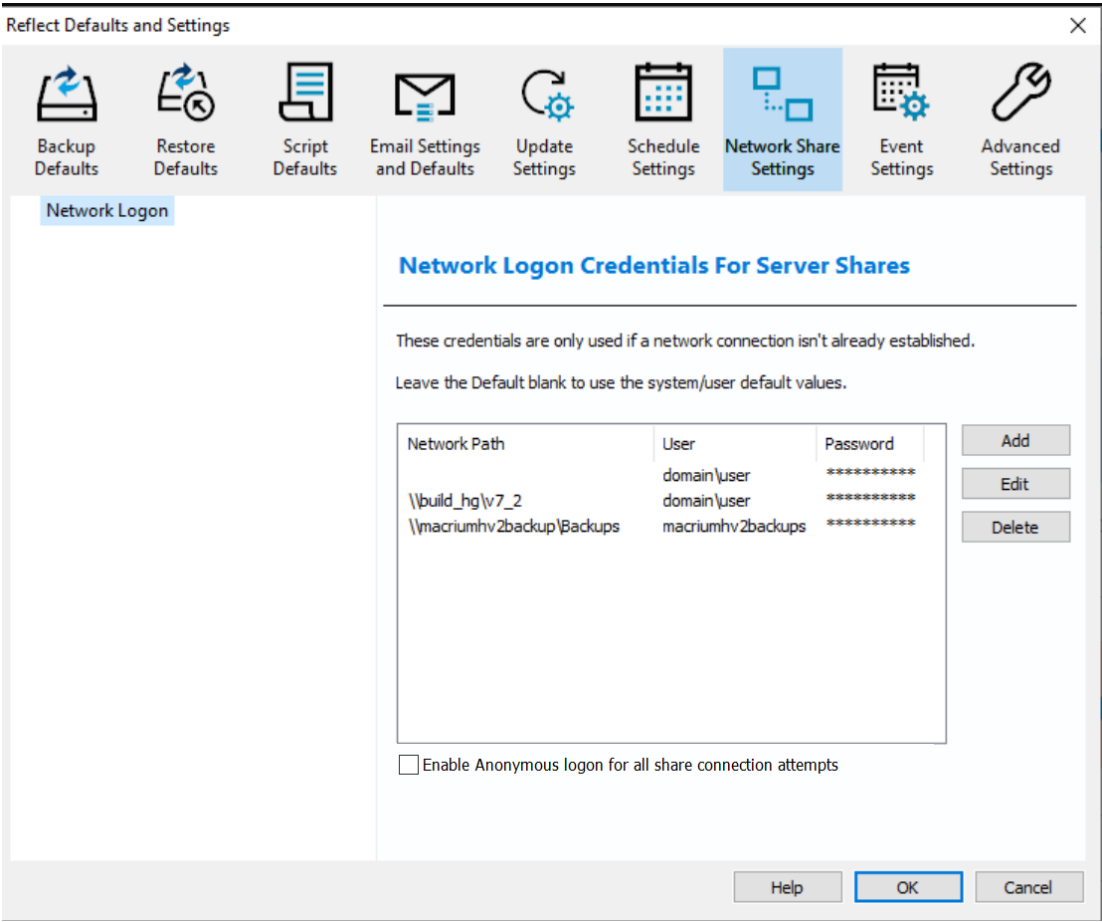 Reflect Defaults and Settings
Backup Defaults
Restore Defaults
Script Defaults
Email Settings and Defaults
Update Settings
Schedule Settings
Network Share Settings
Event Settings
Advanced Settings
Network Logon
Network Logon Credentials For Server Shares
These credentials are only used if a network connection isn't already established.
Leave the Default blank to use the system/user default values.
Network Path User Password
domain\user **********
\\build_hg\v7_2 domain\user **********
\\macriumhv2backup\Backups macriumhv2backups **********
Add
Edit
Delete
Enable Anonymous logon for all share connection attempts
Help OK Cancel